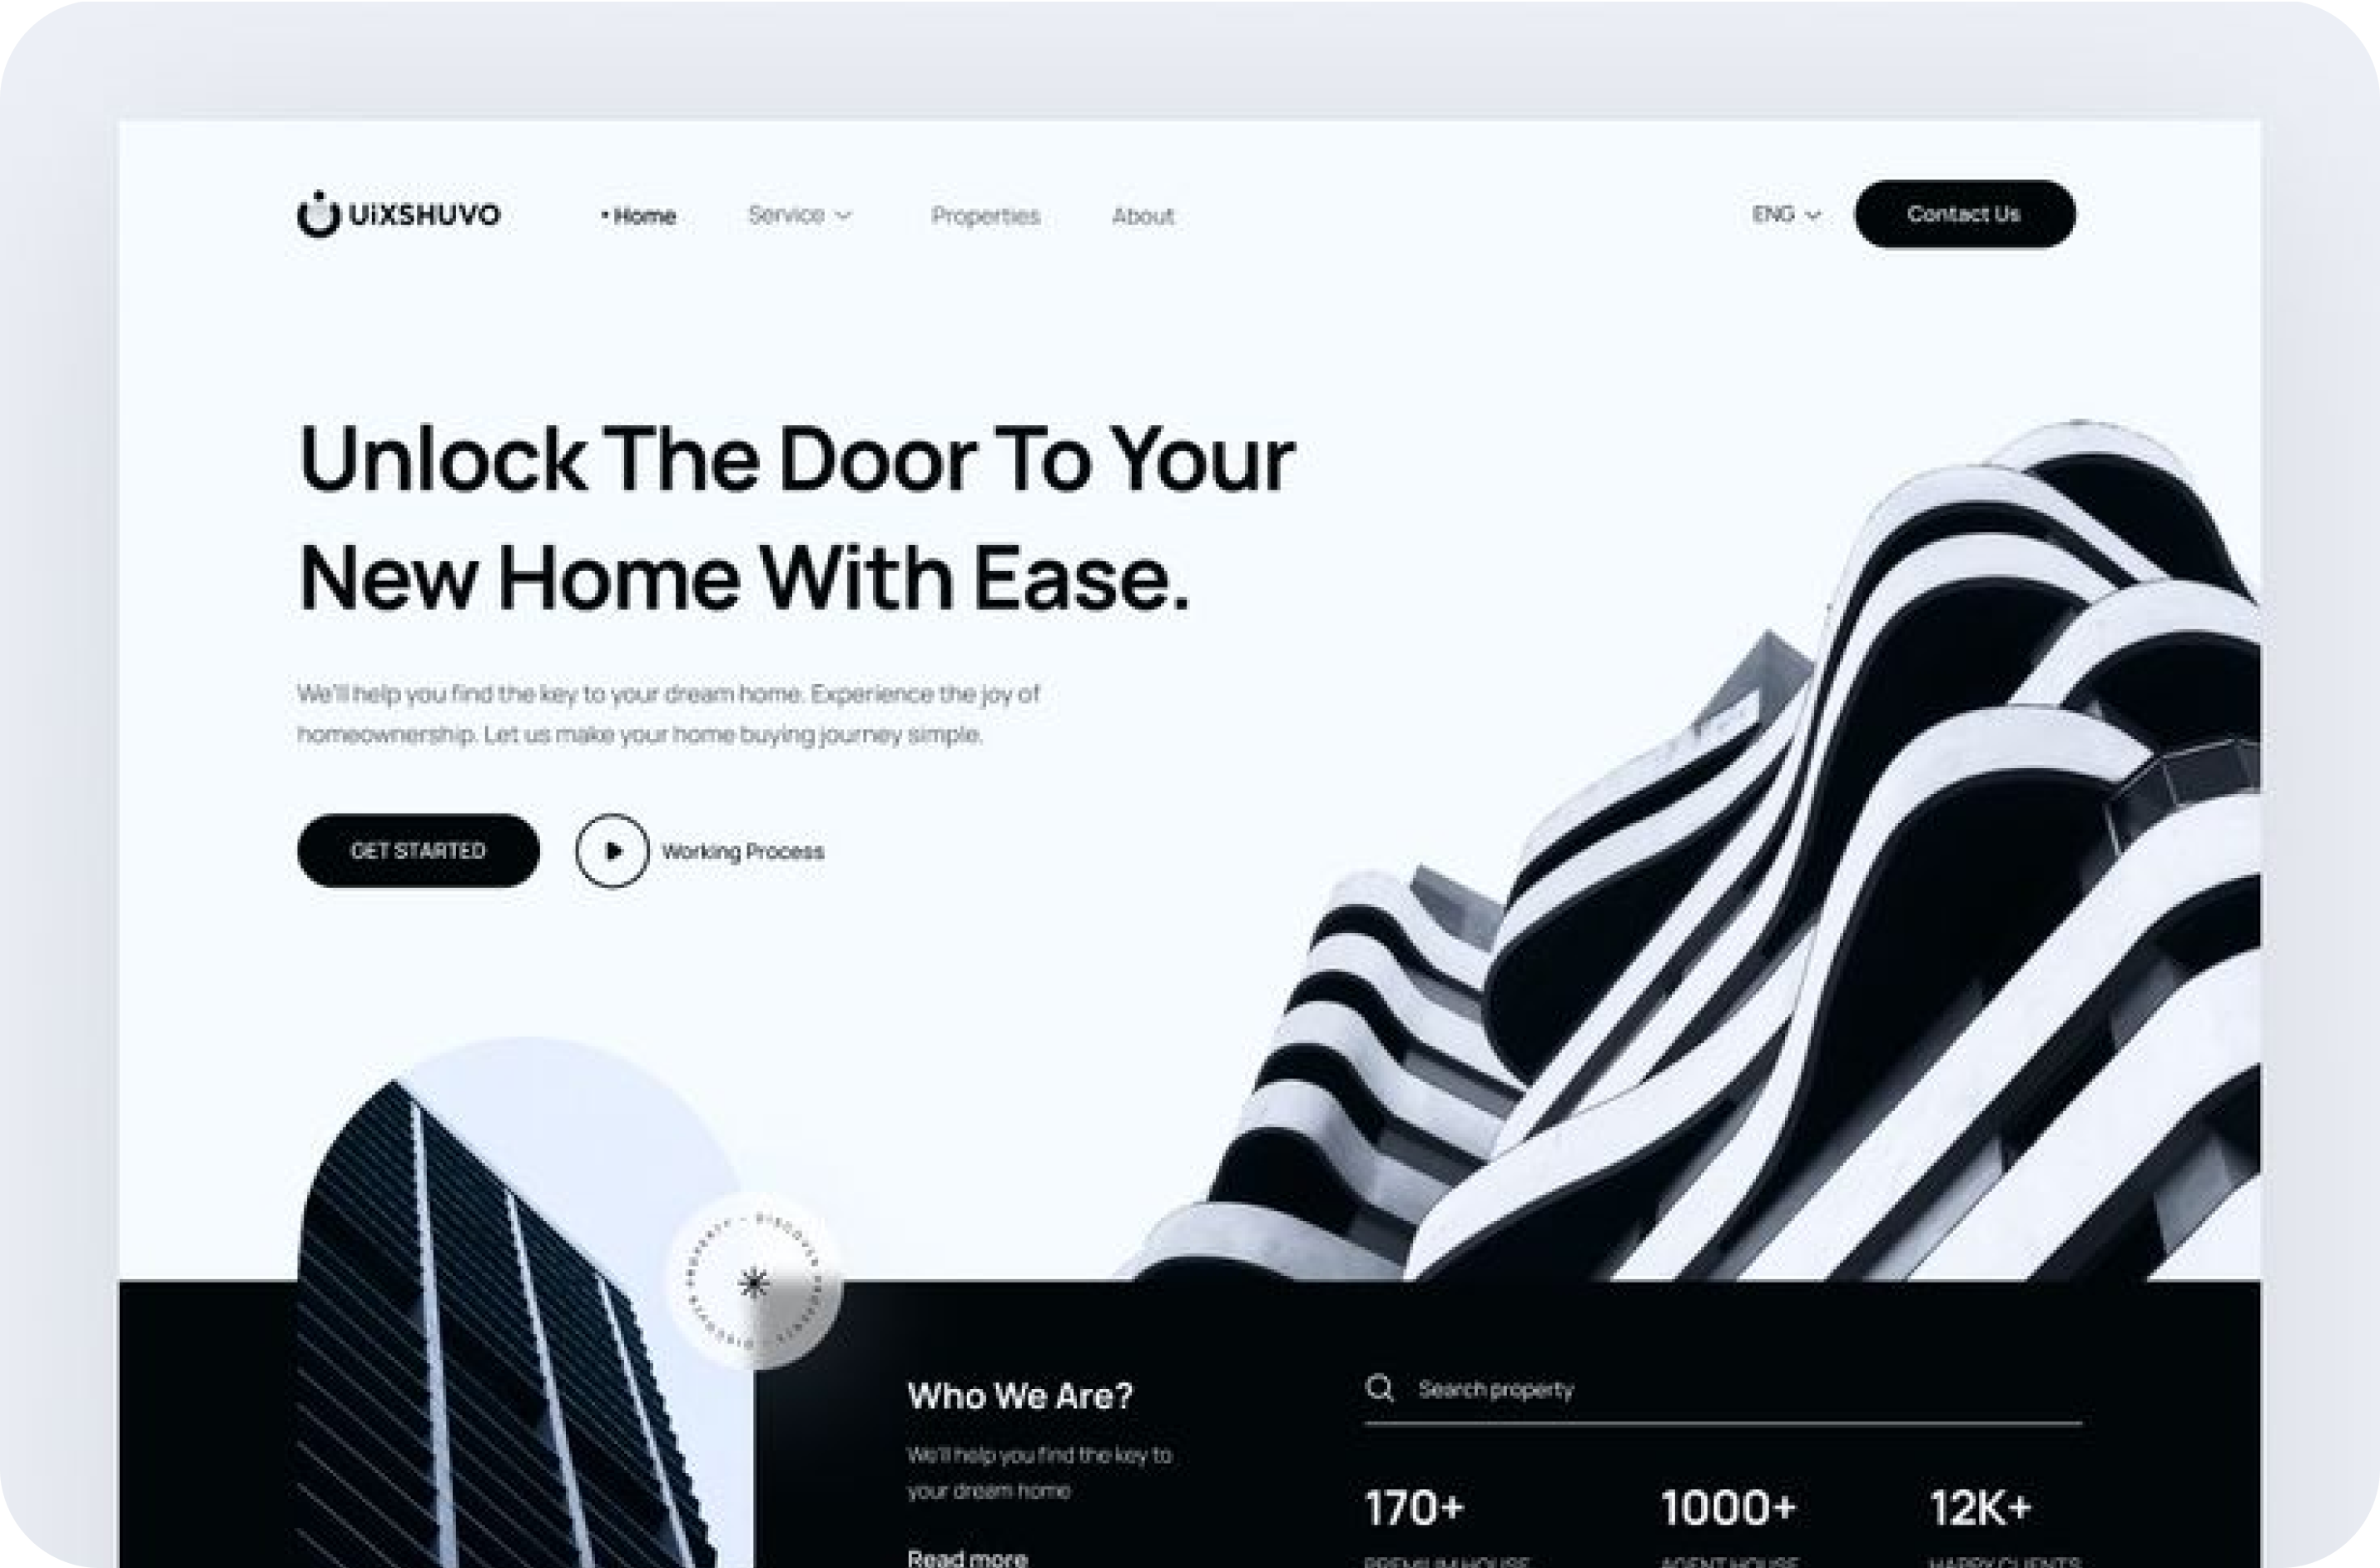 UiXSHUVO
Home
Service
Properties
About
ENG
Contact Us
Unlock The Door To Your
New Home With Ease.
We'll help you find the key to your dream home. Experience the joy of
homeownership. Let us make your home buying journey simple.
GET STARTED
Working Process
DISCOVER PROPERTY - DISCOVER PROPERTY -
Who We Are?
We'll help you find the key to
your dream home
Read more
Search property
170+
1000+
12K+
PREMIUM HOUSE
AGENT HOUSE
HAPPY CLIENTS